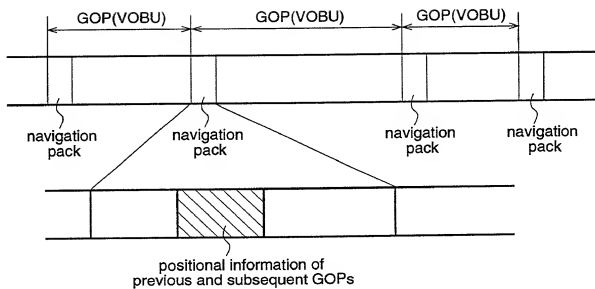 GOP(VOBU) GOP(VOBU) GOP(VOBU)
navigation pack
navigation pack
navigation pack
navigation pack
positional information of
previous and subsequent GOPs